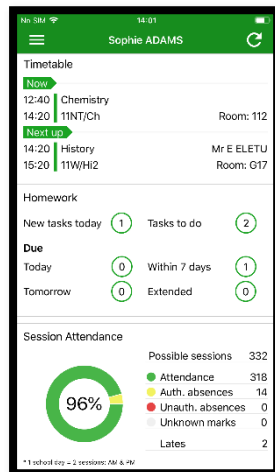 No SIM 14:01
Sophie ADAMS
Timetable
Now
12:40 Chemistry
14:20 11NT/Ch Room: 112
Next up
14:20 History Mr E ELETU
15:20 11W/Hi2 Room: G17
Homework
New tasks today 1 Tasks to do 2
Due
Today 0 Within 7 days 1
Tomorrow 0 Extended 0
Session Attendance
Possible sessions 332
Attendance 318
Auth. absences 14
96%
Unauth. absences 0
Unknown marks 0
Lates 2
* 1 school day = 2 sessions: AM & PM